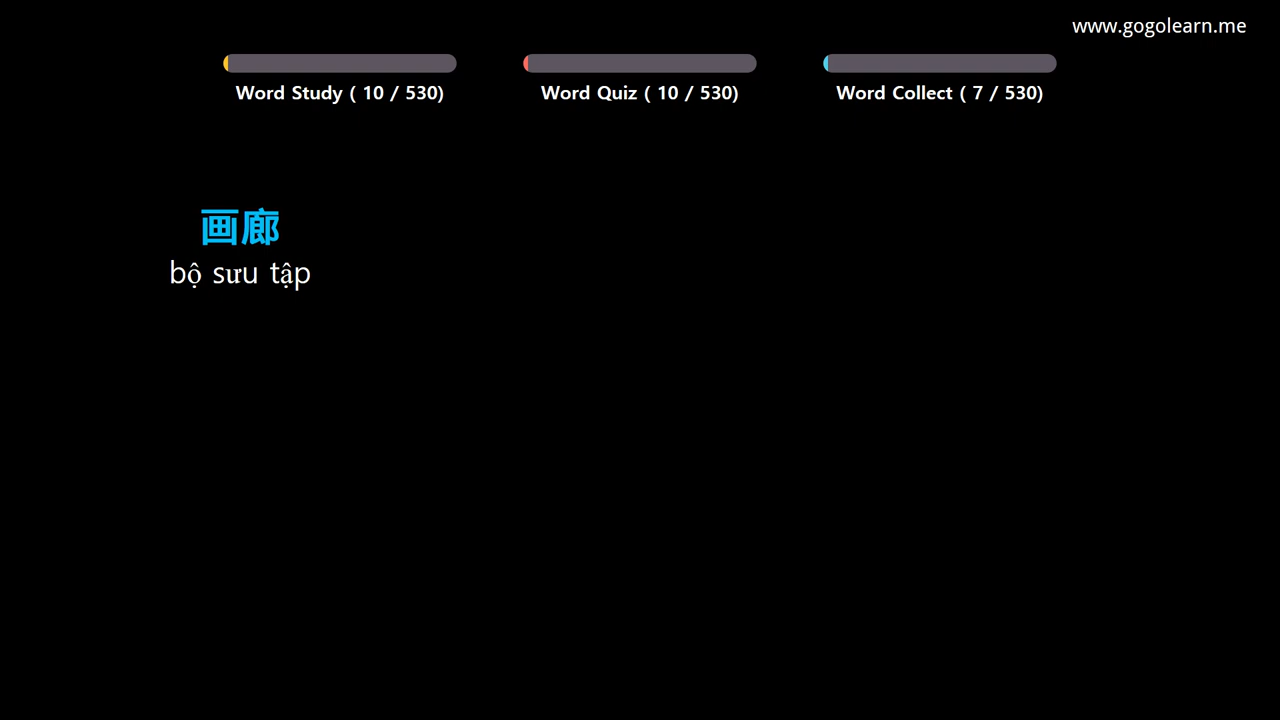 www.gogolearn.me
Word Study ( 10 / 530)
Word Quiz ( 10 / 530)
Word Collect ( 7 / 530)
画廊
bộ sưu tập